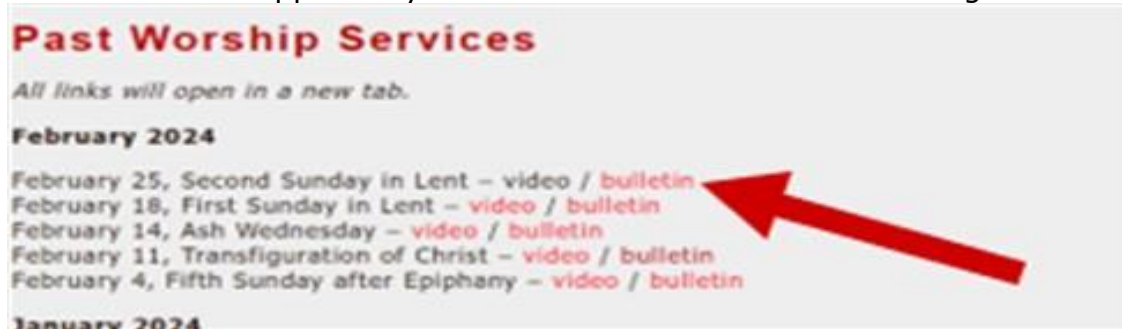 Past Worship Services
All links will open in a new tab.
February 2024
February 25, Second Sunday in Lent – video / bulletin
February 18, First Sunday in Lent – video / bulletin
February 14, Ash Wednesday – video / bulletin
February 11, Transfiguration of Christ – video / bulletin
February 4, Fifth Sunday after Epiphany – video / bulletin
January 2024